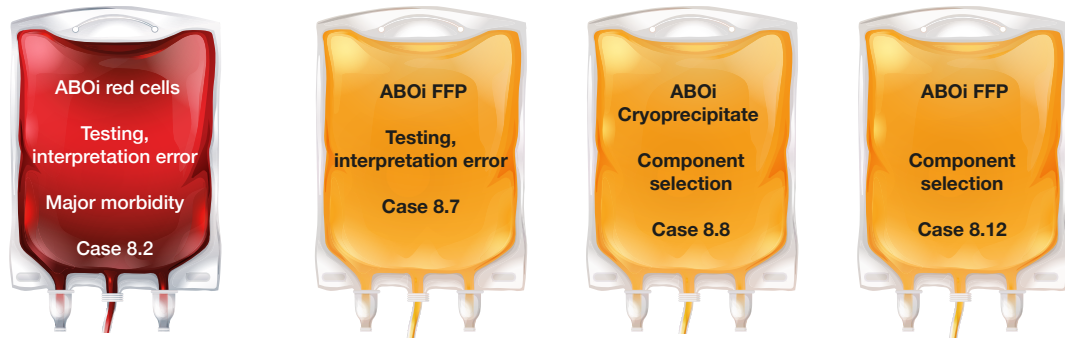 ABOi red cells
Testing,
interpretation error
Major morbidity
Case 8.2
ABOi FFP
Testing,
interpretation error
Case 8.7
ABOi
Cryoprecipitate
Component
selection
Case 8.8
ABOi FFP
Component
selection
Case 8.12